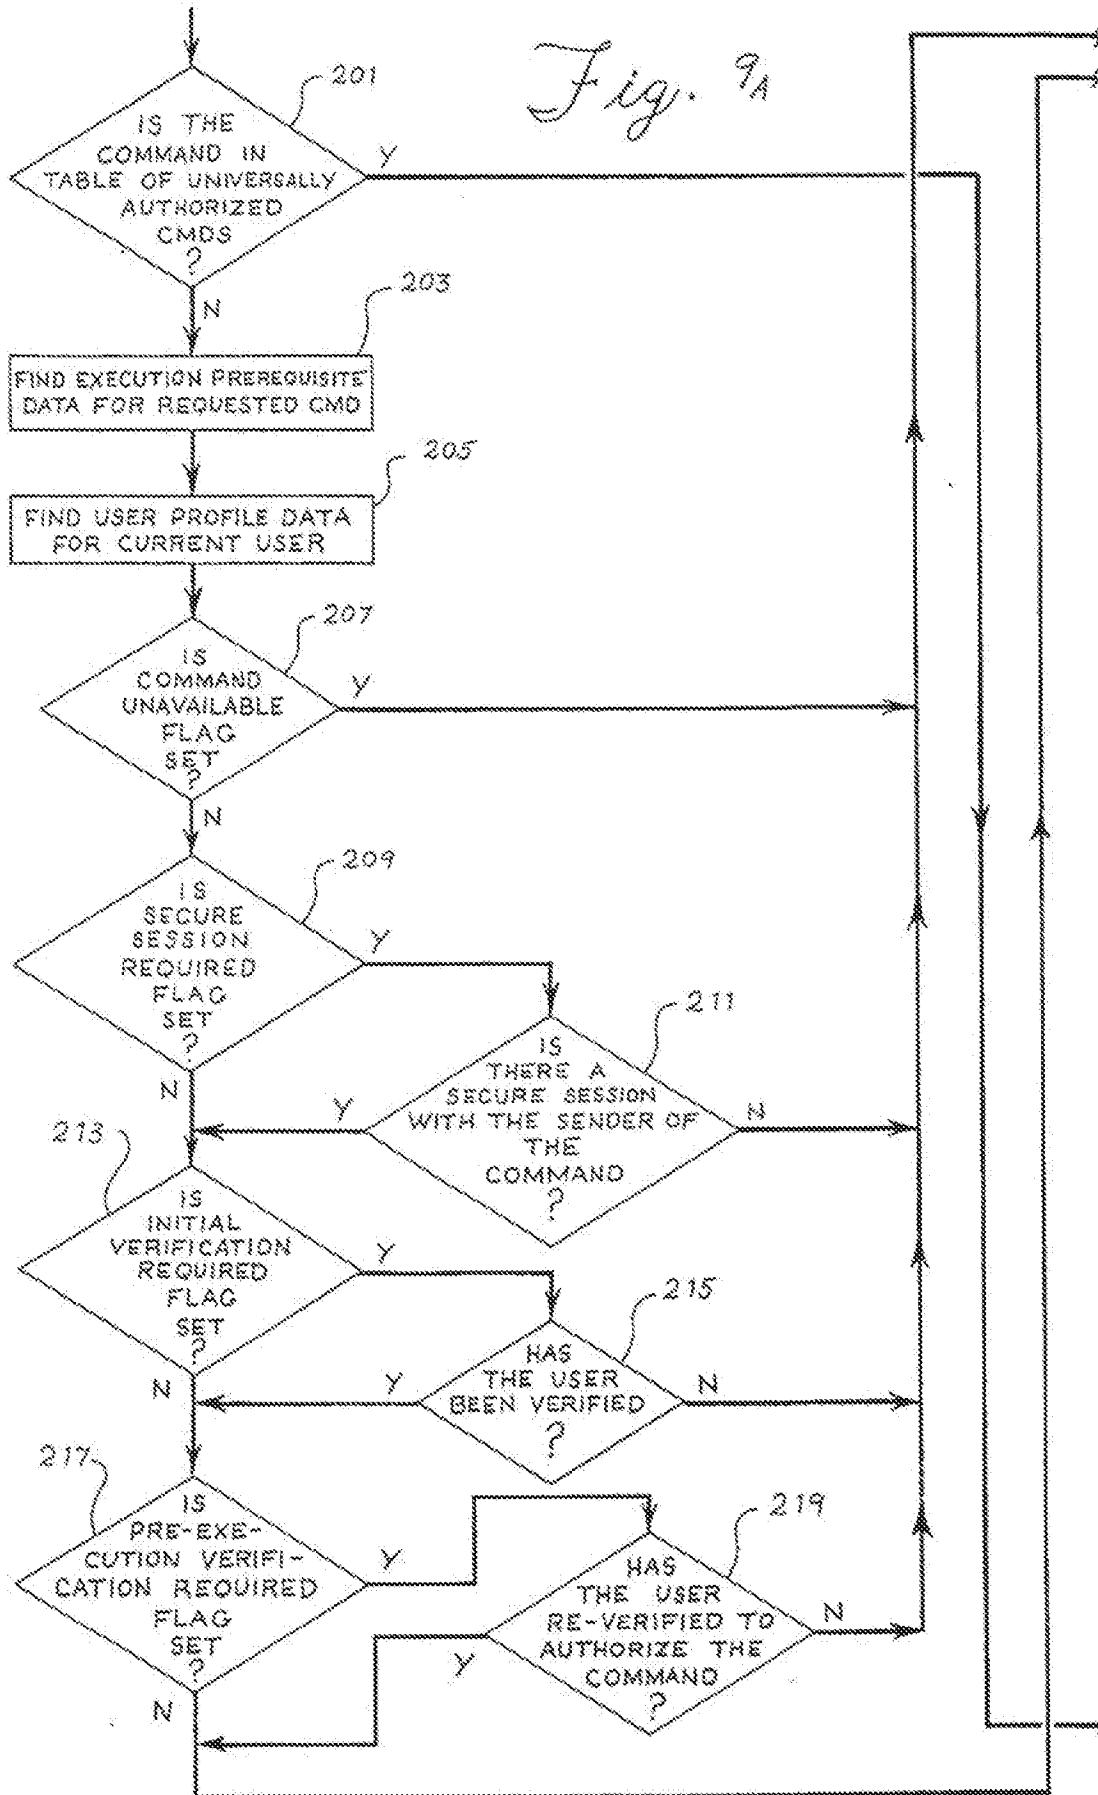 Fig. 9A
201
IS THE
COMMAND IN
TABLE OF UNIVERSALLY
AUTHORIZED
CMDS
?
Y
N
203
FIND EXECUTION PREREQUISITE
DATA FOR REQUESTED CMD
205
FIND USER PROFILE DATA
FOR CURRENT USER
207
IS
COMMAND
UNAVAILABLE
FLAG
SET
?
Y
N
209
IS
SECURE
SESSION
REQUIRED
FLAG
SET
?
Y
N
211
IS
THERE A
SECURE SESSION
WITH THE SENDER OF
THE
COMMAND
?
Y
N
213
IS
INITIAL
VERIFICATION
REQUIRED
FLAG
SET
?
Y
N
215
HAS
THE USER
BEEN VERIFIED
?
Y
N
217
IS
PRE-EXE-
CUTION VERIFI-
CATION REQUIRED
FLAG
SET
?
Y
N
219
HAS
THE USER
RE-VERIFIED TO
AUTHORIZE THE
COMMAND
?
Y
N